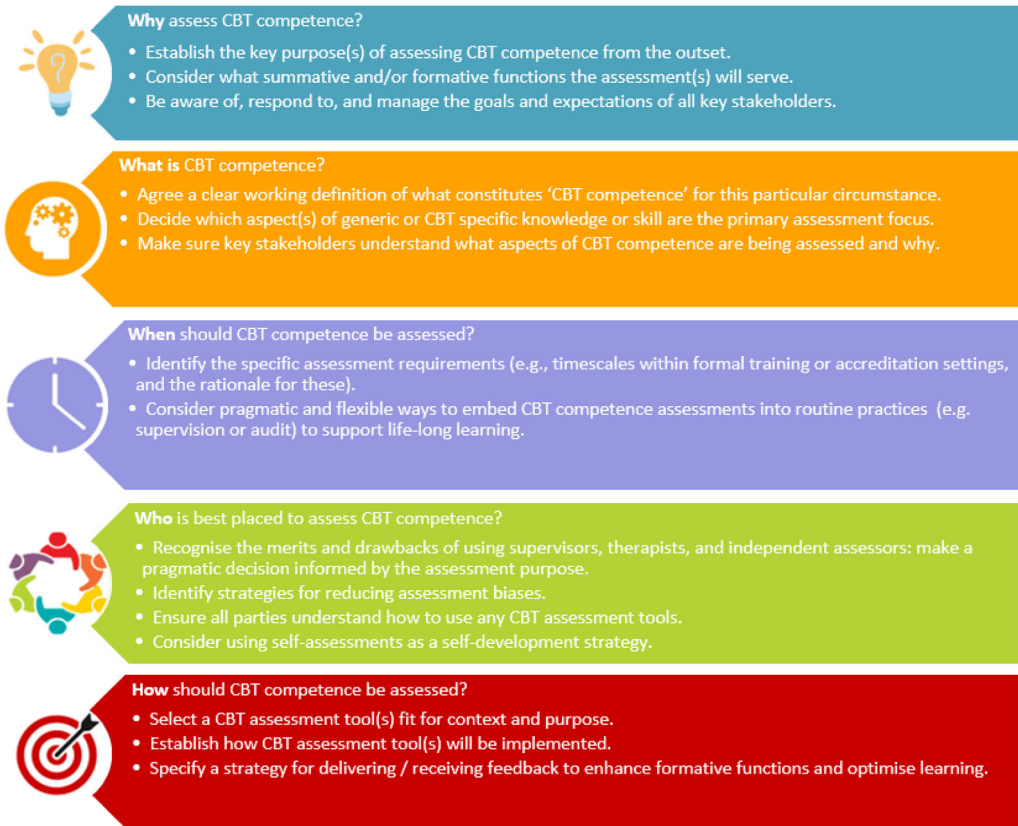 Why assess CBT competence?
• Establish the key purpose(s) of assessing CBT competence from the outset.
• Consider what summative and/or formative functions the assessment(s) will serve.
• Be aware of, respond to, and manage the goals and expectations of all key stakeholders.
What is CBT competence?
• Agree a clear working definition of what constitutes ‘CBT competence’ for this particular circumstance.
• Decide which aspect(s) of generic or CBT specific knowledge or skill are the primary assessment focus.
• Make sure key stakeholders understand what aspects of CBT competence are being assessed and why.
When should CBT competence be assessed?
• Identify the specific assessment requirements (e.g., timescales within formal training or accreditation settings,
and the rationale for these).
• Consider pragmatic and flexible ways to embed CBT competence assessments into routine practices (e.g.
supervision or audit) to support life-long learning.
Who is best placed to assess CBT competence?
• Recognise the merits and drawbacks of using supervisors, therapists, and independent assessors: make a
pragmatic decision informed by the assessment purpose.
• Identify strategies for reducing assessment biases.
• Ensure all parties understand how to use any CBT assessment tools.
• Consider using self-assessments as a self-development strategy.
How should CBT competence be assessed?
• Select a CBT assessment tool(s) fit for context and purpose.
• Establish how CBT assessment tool(s) will be implemented.
• Specify a strategy for delivering / receiving feedback to enhance formative functions and optimise learning.